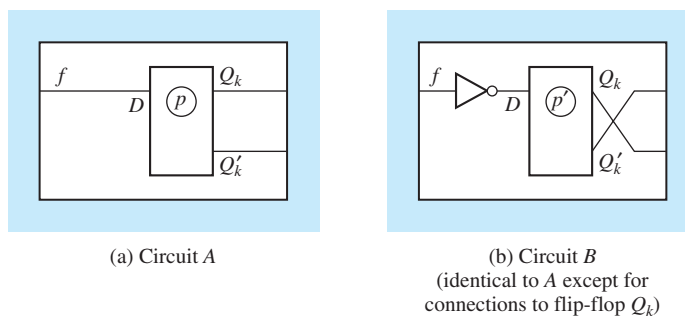 f
D
p
Q_k
Q'_k
(a) Circuit A
f
D
p'
Q_k
Q'_k
(b) Circuit B
(identical to A except for
connections to flip-flop Q_k)